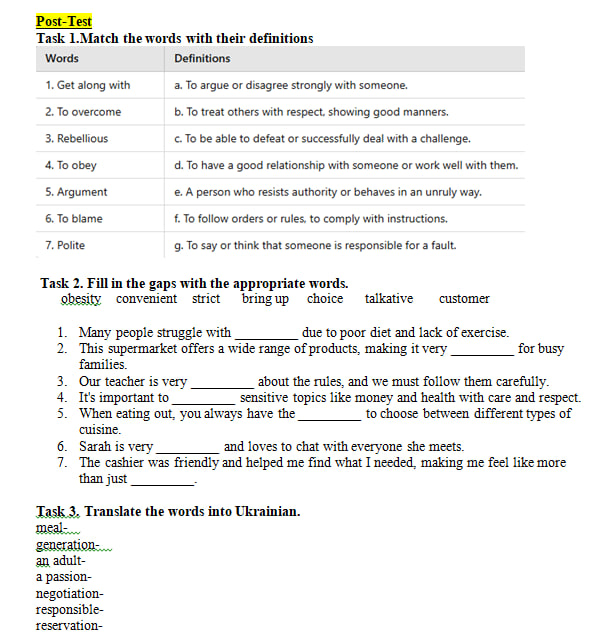 Post-Test
Task 1.Match the words with their definitions
Words Definitions
1. Get along with a. To argue or disagree strongly with someone.
2. To overcome b. To treat others with respect, showing good manners.
3. Rebellious c. To be able to defeat or successfully deal with a challenge.
4. To obey d. To have a good relationship with someone or work well with them.
5. Argument e. A person who resists authority or behaves in an unruly way.
6. To blame f. To follow orders or rules, to comply with instructions.
7. Polite g. To say or think that someone is responsible for a fault.
Task 2. Fill in the gaps with the appropriate words.
obesity convenient strict bring up choice talkative customer
1. Many people struggle with _________ due to poor diet and lack of exercise.
2. This supermarket offers a wide range of products, making it very _________ for busy
families.
3. Our teacher is very _________ about the rules, and we must follow them carefully.
4. It's important to _________ sensitive topics like money and health with care and respect.
5. When eating out, you always have the _________ to choose between different types of
cuisine.
6. Sarah is very _________ and loves to chat with everyone she meets.
7. The cashier was friendly and helped me find what I needed, making me feel like more
than just _________.
Task 3. Translate the words into Ukrainian.
meal-
generation-
an adult-
a passion-
negotiation-
responsible-
reservation-